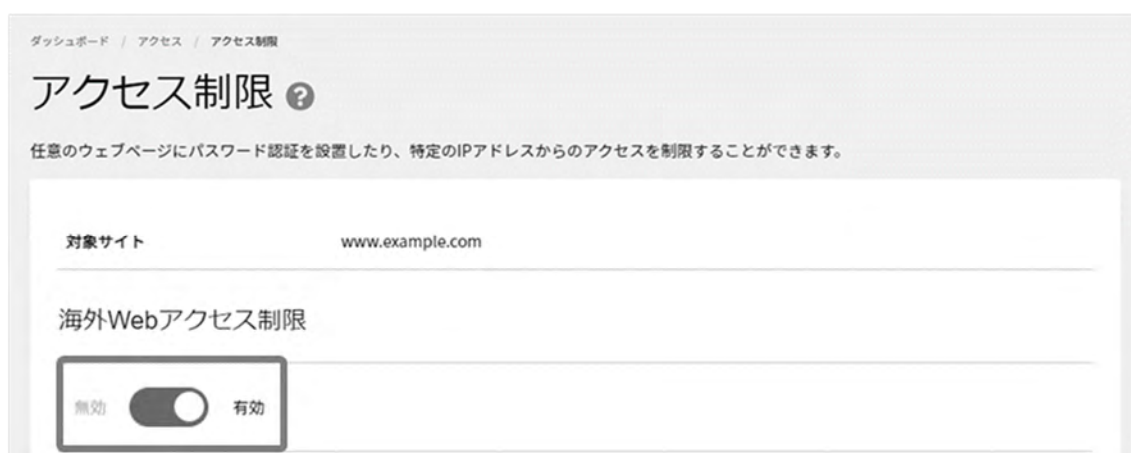 ダッシュボード / アクセス / アクセス制限
アクセス制限 ?
任意のウェブページにパスワード認証を設置したり、特定のIPアドレスからのアクセスを制限することができます。
対象サイト www.example.com
海外Webアクセス制限
無効 有効